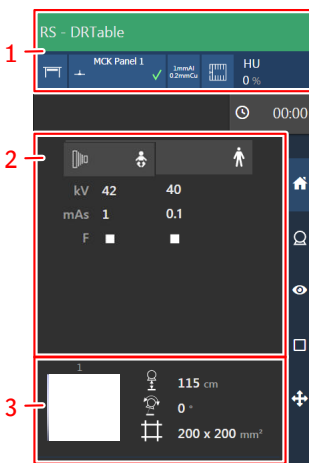 RS - DRTable
1
MCK Panel 1
1mmAl
0.2mmCu
HU
0 %
00:00
2
kV 42 40
mAs 1 0.1
F
1
3
115 cm
0 °
200 x 200 mm²